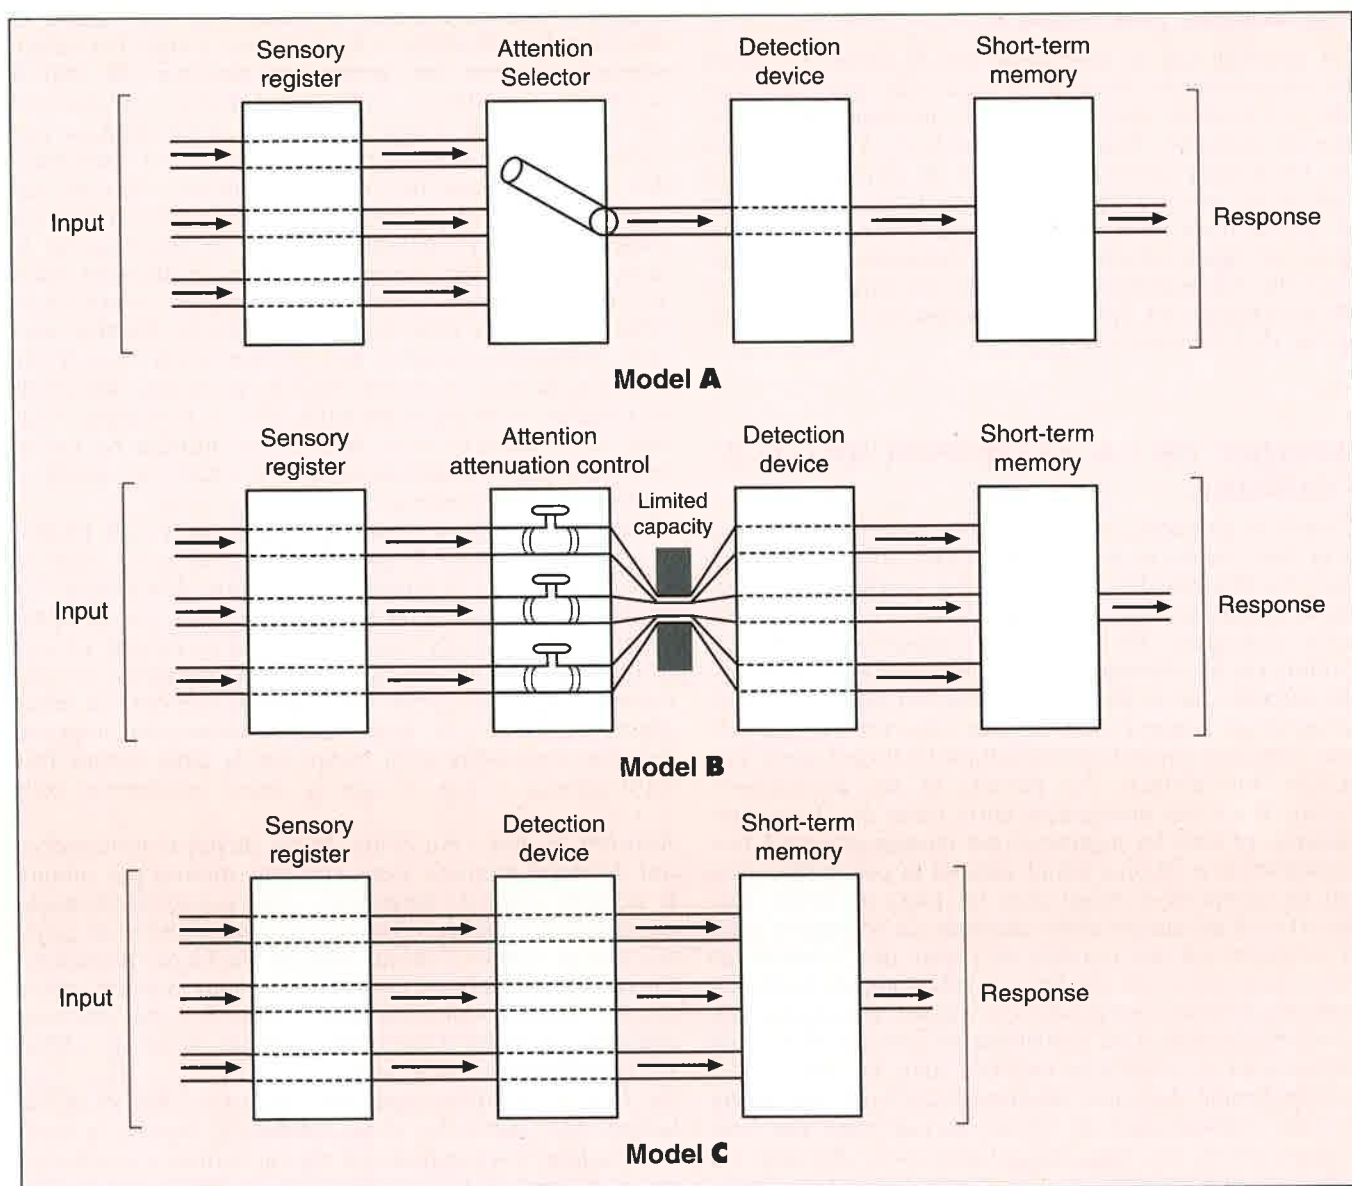 Sensory register
Attention Selector
Detection device
Short-term memory
Input
Response
Model A
Sensory register
Attention attenuation control
Limited capacity
Detection device
Short-term memory
Input
Response
Model B
Sensory register
Detection device
Short-term memory
Input
Response
Model C